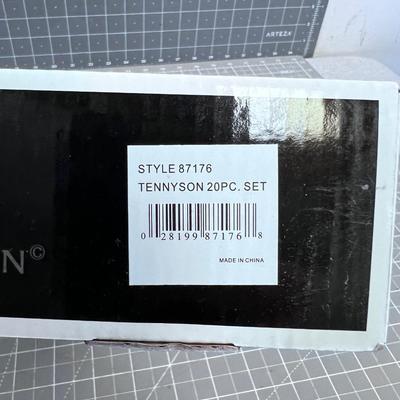 ARTEZA
STYLE 87176
TENNYSON 20PC. SET
0 28199 87176 8
MADE IN CHINA
N©